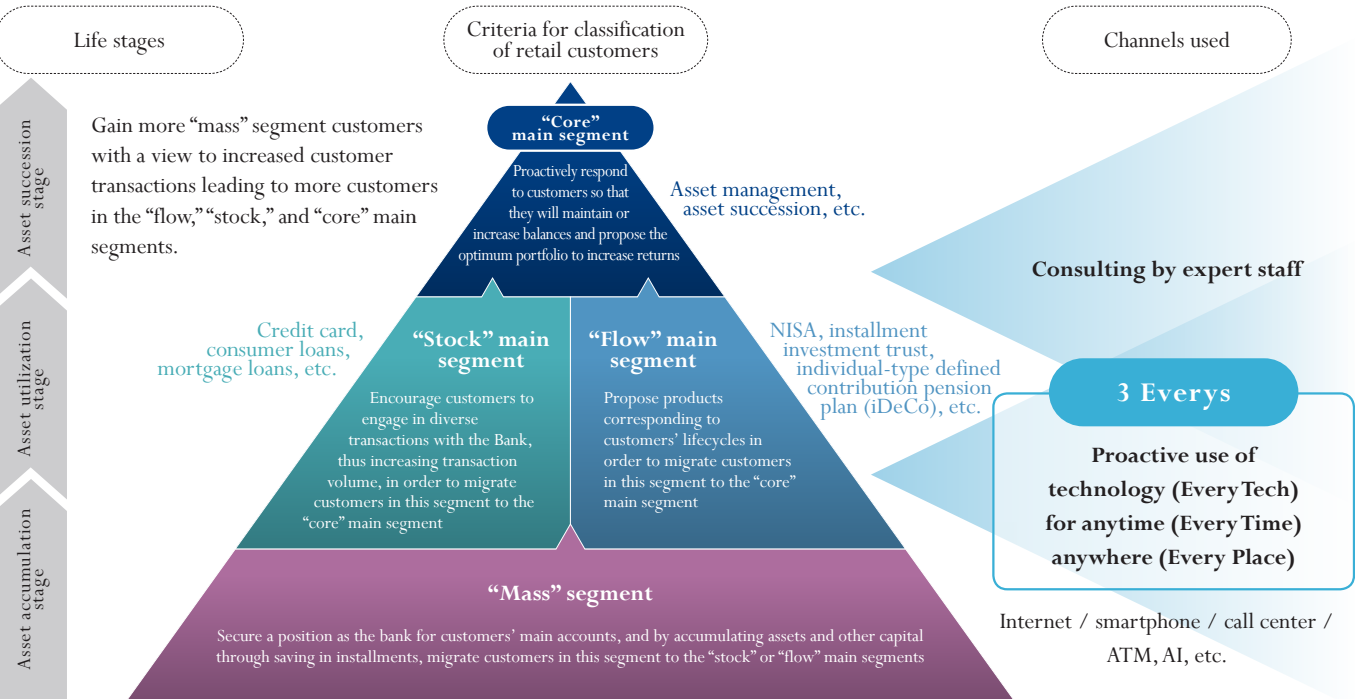 Life stages
Criteria for classification
of retail customers
Channels used
Asset succession
stage
Asset utilization
stage
Asset accumulation
stage
Gain more “mass” segment customers
with a view to increased customer
transactions leading to more customers
in the “flow,” “stock,” and “core” main
segments.
“Core”
main segment
Proactively respond
to customers so that
they will maintain or
increase balances and propose the
optimum portfolio to increase returns
Asset management,
asset succession, etc.
Credit card,
consumer loans,
mortgage loans, etc.
“Stock” main
segment
Encourage customers to
engage in diverse
transactions with the Bank,
thus increasing transaction
volume, in order to migrate
customers in this segment to the
“core” main segment
“Flow” main
segment
Propose products
corresponding to
customers’ lifecycles in
order to migrate customers
in this segment to the “core”
main segment
NISA, installment
investment trust,
individual-type defined
contribution pension
plan (iDeCo), etc.
“Mass” segment
Secure a position as the bank for customers’ main accounts, and by accumulating assets and other capital
through saving in installments, migrate customers in this segment to the “stock” or “flow” main segments
Consulting by expert staff
3 Everys
Proactive use of
technology (Every Tech)
for anytime (Every Time)
anywhere (Every Place)
Internet / smartphone / call center /
ATM, AI, etc.